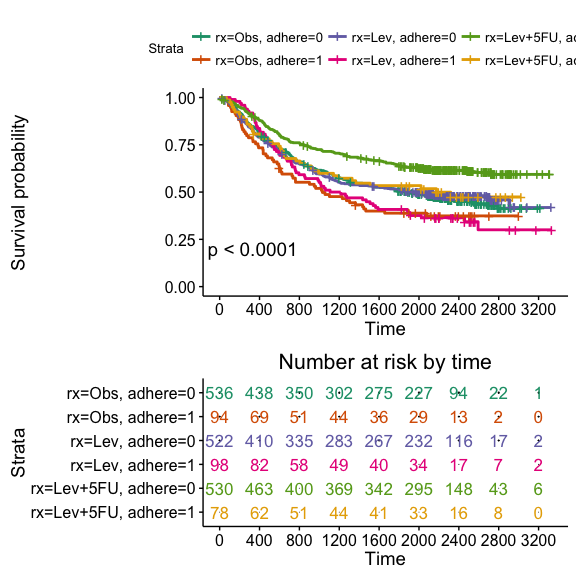 Strata rx=Obs, adhere=0 rx=Lev, adhere=0 rx=Lev+5FU, ac
rx=Obs, adhere=1 rx=Lev, adhere=1 rx=Lev+5FU, ac
Survival probability
1.00
0.75
0.50
0.25
0.00
p < 0.0001
0 400 800 1200 1600 2000 2400 2800 3200
Time
Number at risk by time
Strata
rx=Obs, adhere=0 536 438 350 302 275 227 94 22 1
rx=Obs, adhere=1 94 69 51 44 36 29 13 2 0
rx=Lev, adhere=0 522 410 335 283 267 232 116 17 2
rx=Lev, adhere=1 98 82 58 49 40 34 17 7 2
rx=Lev+5FU, adhere=0 530 463 400 369 342 295 148 43 6
rx=Lev+5FU, adhere=1 78 62 51 44 41 33 16 8 0
0 400 800 1200 1600 2000 2400 2800 3200
Time